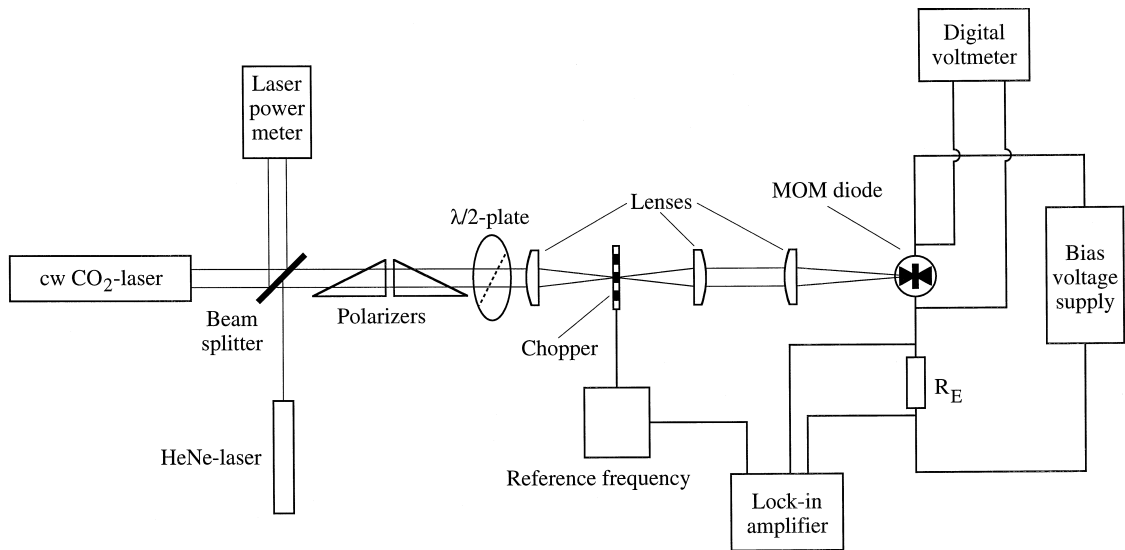 Digital
voltmeter
Laser
power
meter
MOM diode
Lenses
λ/2-plate
cw CO₂-laser
Bias
voltage
supply
Beam
splitter
Polarizers
Chopper
R_E
HeNe-laser
Reference frequency
Lock-in
amplifier